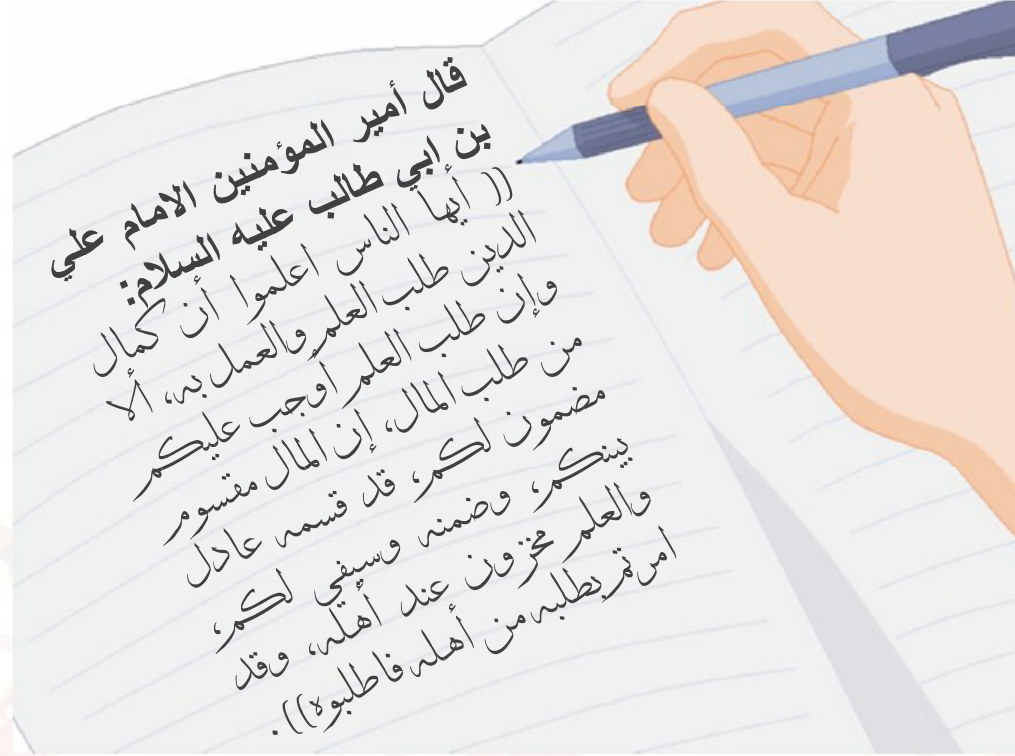 قال أمير المؤمنين الامام علي
بن ابي طالب عليه السلام:
(( أيها الناس اعلموا أن كمال
الدين طلب العلم والعمل به، ألا
وإن طلب العلم أوجب عليكم
من طلب المال، إن المال مقسوم
مضمون لكم، قد قسمه عادل
بينكم، وضمنه وسيفي لكم،
والعلم مخزون عند أهله، وقد
امرتم بطلبه من أهله فاطلبوه)).